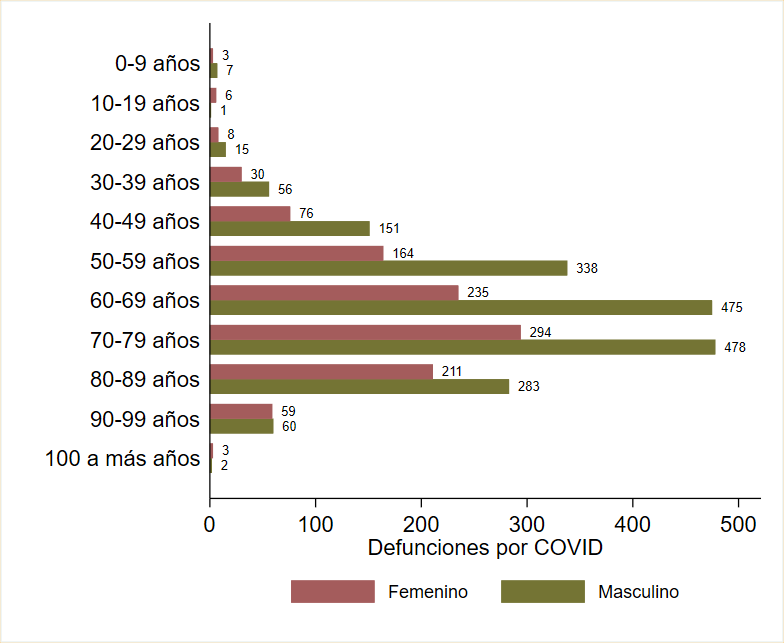 0-9 años
3
7
10-19 años
6
1
20-29 años
8
15
30-39 años
30
56
40-49 años
76
151
50-59 años
164
338
60-69 años
235
475
70-79 años
294
478
80-89 años
211
283
90-99 años
59
60
100 a más años
3
2
0 100 200 300 400 500
Defunciones por COVID
Femenino Masculino